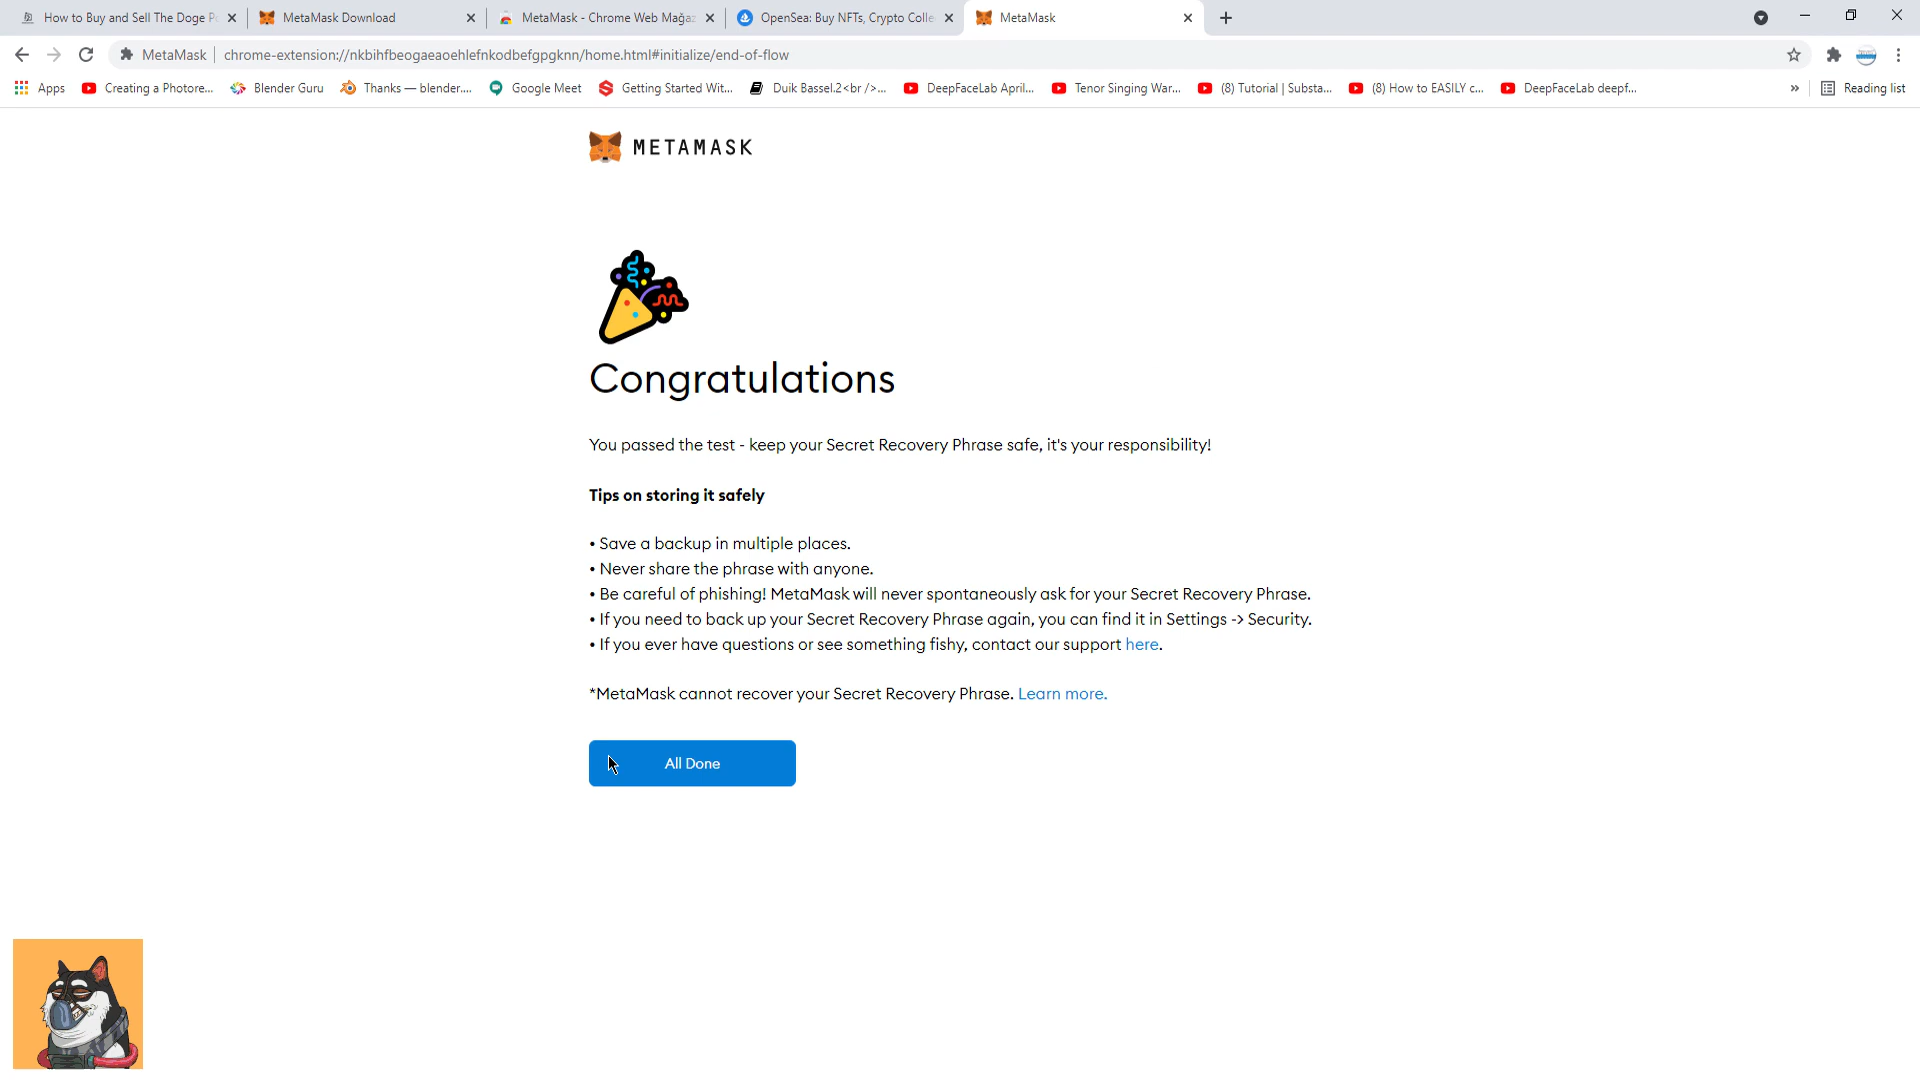 How to Buy and Sell The Doge P
MetaMask Download
MetaMask - Chrome Web Mağaz
OpenSea: Buy NFTs, Crypto Colle
MetaMask
MetaMask
chrome-extension://nkbihfbeogaeaoehlefnkodbefgpgknn/home.html#initialize/end-of-flow
Apps
Creating a Photore...
Blender Guru
Thanks — blender....
Google Meet
Getting Started Wit...
Duik Bassel.2<br />...
DeepFaceLab April...
Tenor Singing War...
(8) Tutorial | Substa...
(8) How to EASILY c...
DeepFaceLab deepf...
»
Reading list
METAMASK
Congratulations
You passed the test - keep your Secret Recovery Phrase safe, it's your responsibility!
Tips on storing it safely
• Save a backup in multiple places.
• Never share the phrase with anyone.
• Be careful of phishing! MetaMask will never spontaneously ask for your Secret Recovery Phrase.
• If you need to back up your Secret Recovery Phrase again, you can find it in Settings -> Security.
• If you ever have questions or see something fishy, contact our support here.
*MetaMask cannot recover your Secret Recovery Phrase. Learn more.
All Done